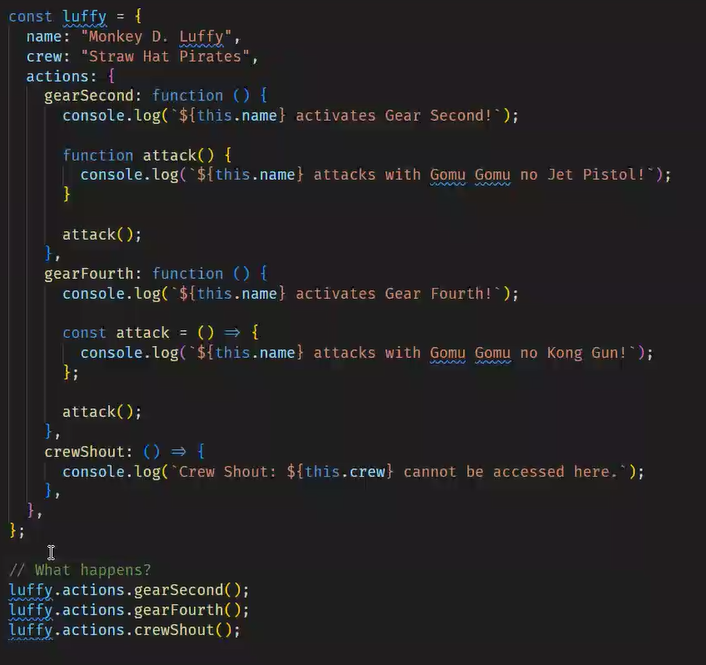 const luffy = {
  name: "Monkey D. Luffy",
  crew: "Straw Hat Pirates",
  actions: {
    gearSecond: function () {
      console.log(`${this.name} activates Gear Second!`);

      function attack() {
        console.log(`${this.name} attacks with Gomu Gomu no Jet Pistol!`);
      }

      attack();
    },
    gearFourth: function () {
      console.log(`${this.name} activates Gear Fourth!`);

      const attack = () => {
        console.log(`${this.name} attacks with Gomu Gomu no Kong Gun!`);
      };

      attack();
    },
    crewShout: () => {
      console.log(`Crew Shout: ${this.crew} cannot be accessed here.`);
    },
  },
};

// What happens?
luffy.actions.gearSecond();
luffy.actions.gearFourth();
luffy.actions.crewShout();